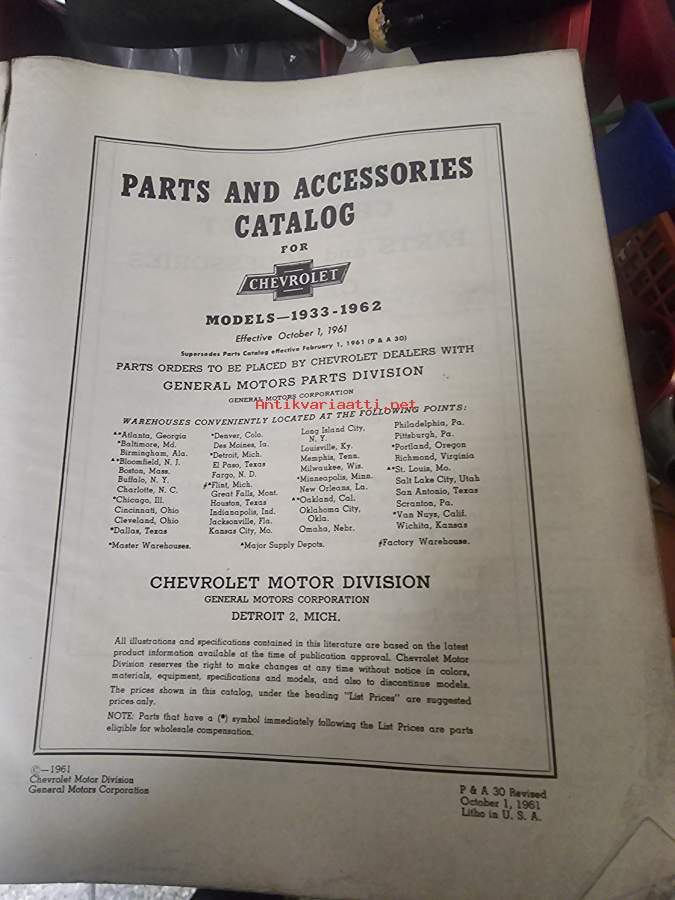 PARTS AND ACCESSORIES
CATALOG
FOR
CHEVROLET
MODELS—1933-1962
Effective October 1, 1961
Supersedes Parts Catalog effective February 1, 1961 (P & A 30)
PARTS ORDERS TO BE PLACED BY CHEVROLET DEALERS WITH
GENERAL MOTORS PARTS DIVISION
GENERAL MOTORS CORPORATION
Antikvariaatti.net
WAREHOUSES CONVENIENTLY LOCATED AT THE FOLLOWING POINTS:
**Atlanta, Georgia
*Baltimore, Md.
Birmingham, Ala.
**Bloomfield, N. J.
Boston, Mass.
Buffalo, N. Y.
Charlotte, N. C.
*Chicago, Ill.
Cincinnati, Ohio
Cleveland, Ohio
*Dallas, Texas
*Denver, Colo.
Des Moines, Ia.
*Detroit, Mich.
El Paso, Texas
Fargo, N. D.
‡*Flint, Mich.
Great Falls, Mont.
Houston, Texas
Indianapolis, Ind.
Jacksonville, Fla.
Kansas City, Mo.
Long Island City,
N. Y.
Louisville, Ky.
Memphis, Tenn.
Milwaukee, Wis.
*Minneapolis, Minn.
New Orleans, La.
**Oakland, Cal.
Oklahoma City,
Okla.
Omaha, Nebr.
Philadelphia, Pa.
Pittsburgh, Pa.
*Portland, Oregon
Richmond, Virginia
**St. Louis, Mo.
Salt Lake City, Utah
San Antonio, Texas
Scranton, Pa.
*Van Nuys, Calif.
Wichita, Kansas
*Master Warehouses.
*Major Supply Depots.
‡Factory Warehouse.
CHEVROLET MOTOR DIVISION
GENERAL MOTORS CORPORATION
DETROIT 2, MICH.
All illustrations and specifications contained in this literature are based on the latest
product information available at the time of publication approval. Chevrolet Motor
Division reserves the right to make changes at any time without notice in colors,
materials, equipment, specifications and models, and also to discontinue models.
The prices shown in this catalog, under the heading "List Prices" are suggested
prices only.
NOTE: Parts that have a (*) symbol immediately following the List Prices are parts
eligible for wholesale compensation.
©—1961
Chevrolet Motor Division
General Motors Corporation
P & A 30 Revised
October 1, 1961
Litho in U. S. A.